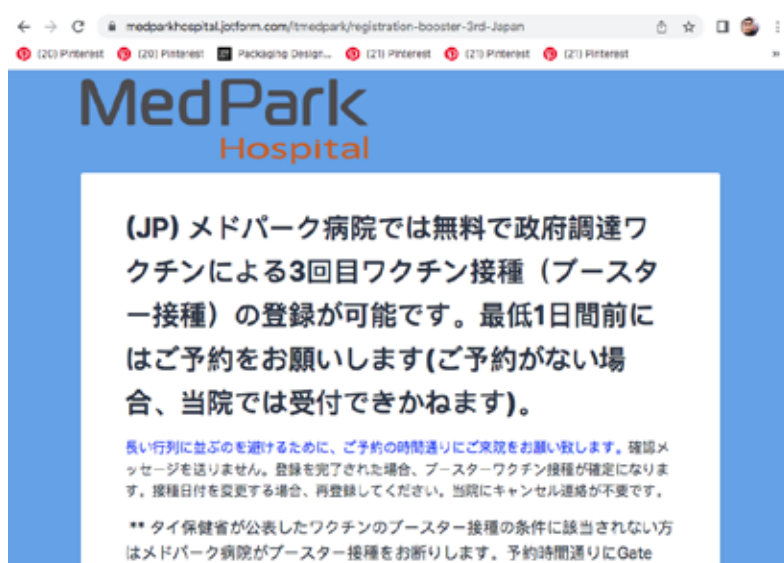 medparkhospital.jotform.com/itmedpark/registration-booster-3rd-Japan
(20) Pinterest (20) Pinterest Packaging Design... (21) Pinterest (21) Pinterest (21) Pinterest
MedPark
Hospital
(JP) メドパーク病院では無料で政府調達ワ
クチンによる3回目ワクチン接種（ブースタ
ー接種）の登録が可能です。最低1日間前に
はご予約をお願いします(ご予約がない場
合、当院では受付できかねます)。
長い行列に並ぶのを避けるために、ご予約の時間通りにご来院をお願い致します。確認メ
ッセージを送りません。登録を完了された場合、ブースターワクチン接種が確定になりま
す。接種日付を変更する場合、再登録してください。当院にキャンセル連絡が不要です。
** タイ保健省が公表したワクチンのブースター接種の条件に該当されない方
はメドパーク病院がブースター接種をお断りします。予約時間通りにGate